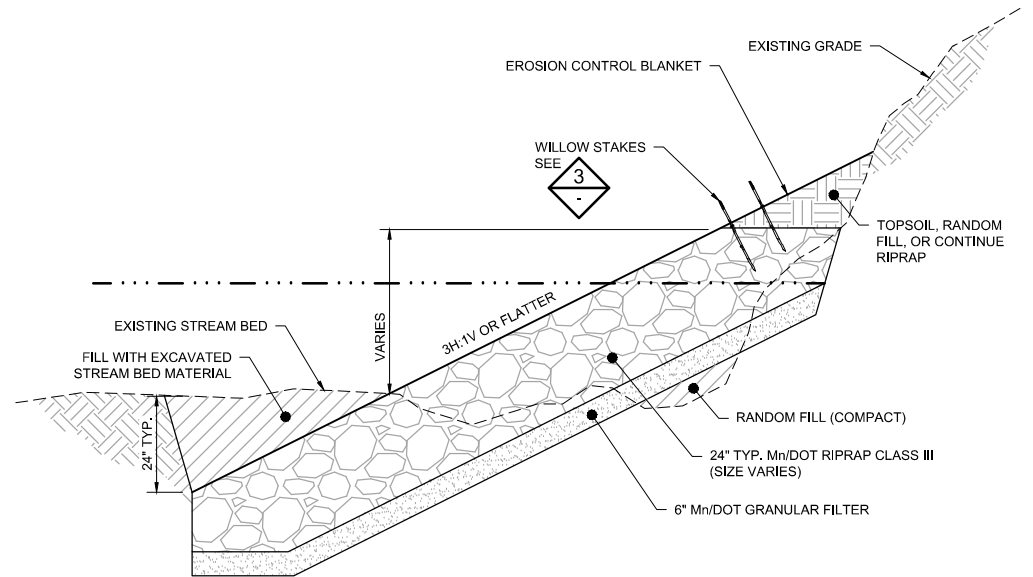 EXISTING GRADE
EROSION CONTROL BLANKET
WILLOW STAKES
SEE
3
-
TOPSOIL, RANDOM
FILL, OR CONTINUE
RIPRAP
3H:1V OR FLATTER
VARIES
EXISTING STREAM BED
FILL WITH EXCAVATED
STREAM BED MATERIAL
24" TYP.
RANDOM FILL (COMPACT)
24" TYP. Mn/DOT RIPRAP CLASS III
(SIZE VARIES)
6" Mn/DOT GRANULAR FILTER